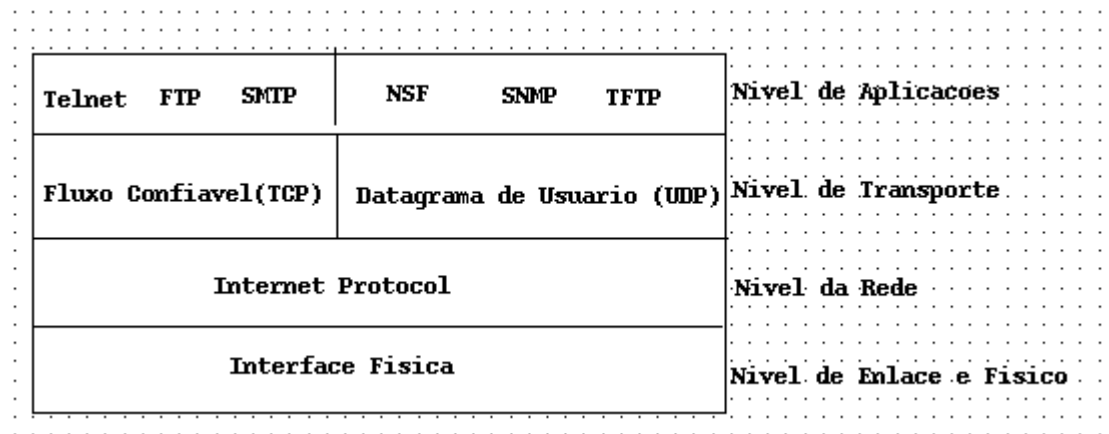 Telnet FTP SMTP NSF SNMP TFTP Nivel de Aplicacoes
Fluxo Confiavel(TCP) Datagrama de Usuario (UDP) Nivel de Transporte
Internet Protocol Nivel da Rede
Interface Fisica Nivel de Enlace e Fisico